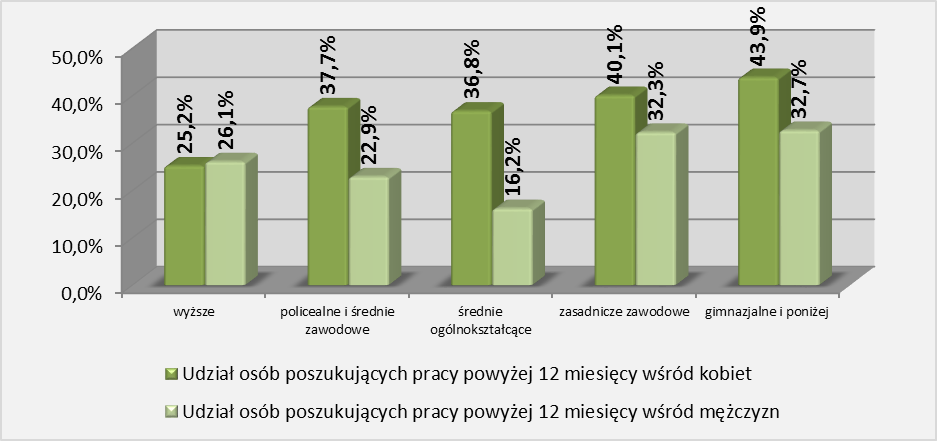 50,0%
40,0%
30,0%
20,0%
10,0%
0,0%
25,2%
26,1%
37,7%
22,9%
36,8%
16,2%
40,1%
32,3%
43,9%
32,7%
wyższe
policealne i średnie
zawodowe
średnie
ogólnokształcące
zasadnicze zawodowe
gimnazjalne i poniżej
Udział osób poszukujących pracy powyżej 12 miesięcy wśród kobiet
Udział osób poszukujących pracy powyżej 12 miesięcy wśród mężczyzn